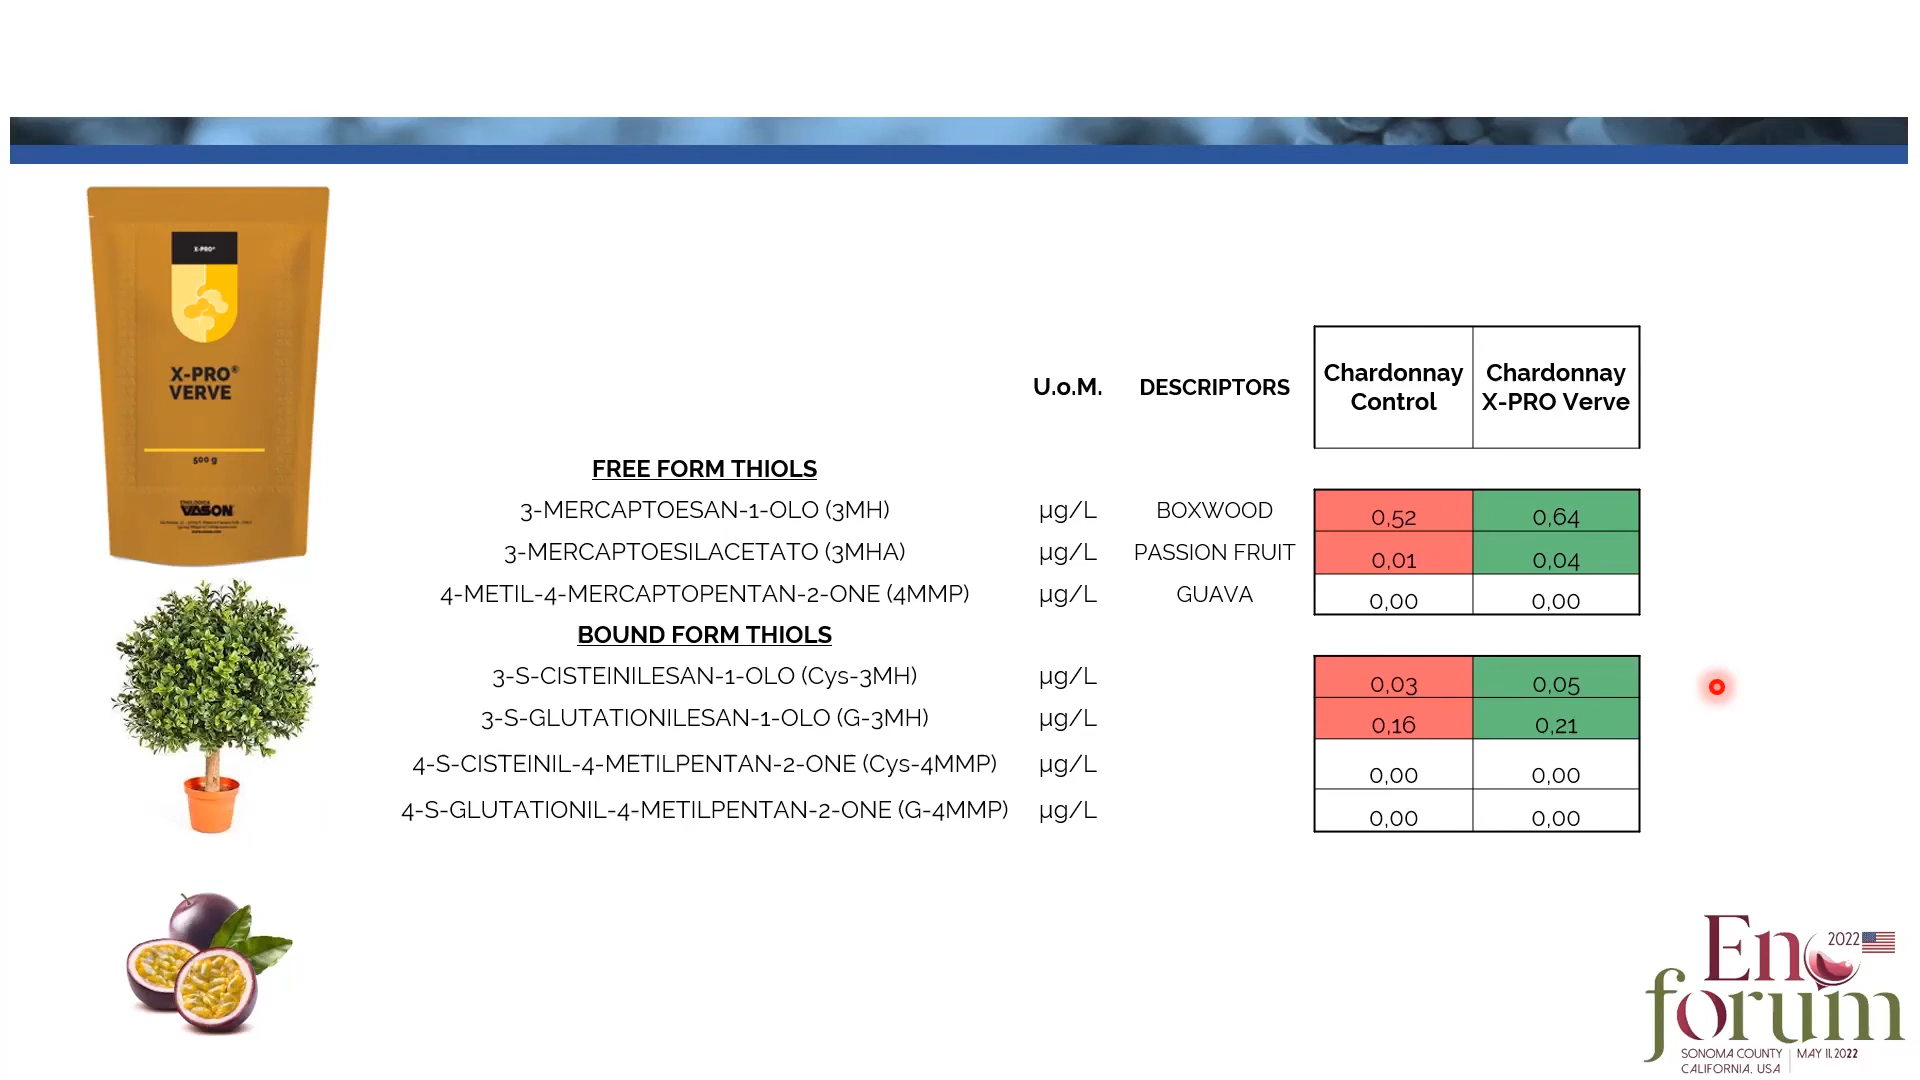 X-PRO®
X-PRO®
VERVE
500 g
VASON
U.o.M. DESCRIPTORS Chardonnay Control Chardonnay X-PRO Verve
FREE FORM THIOLS
3-MERCAPTOESAN-1-OLO (3MH) µg/L BOXWOOD 0,52 0,64
3-MERCAPTOESILACETATO (3MHA) µg/L PASSION FRUIT 0,01 0,04
4-METIL-4-MERCAPTOPENTAN-2-ONE (4MMP) µg/L GUAVA 0,00 0,00
BOUND FORM THIOLS
3-S-CISTEINILESAN-1-OLO (Cys-3MH) µg/L 0,03 0,05
3-S-GLUTATIONILESAN-1-OLO (G-3MH) µg/L 0,16 0,21
4-S-CISTEINIL-4-METILPENTAN-2-ONE (Cys-4MMP) µg/L 0,00 0,00
4-S-GLUTATIONIL-4-METILPENTAN-2-ONE (G-4MMP) µg/L 0,00 0,00
Eno 2022
forum
SONOMA COUNTY MAY 11, 2022
CALIFORNIA, USA